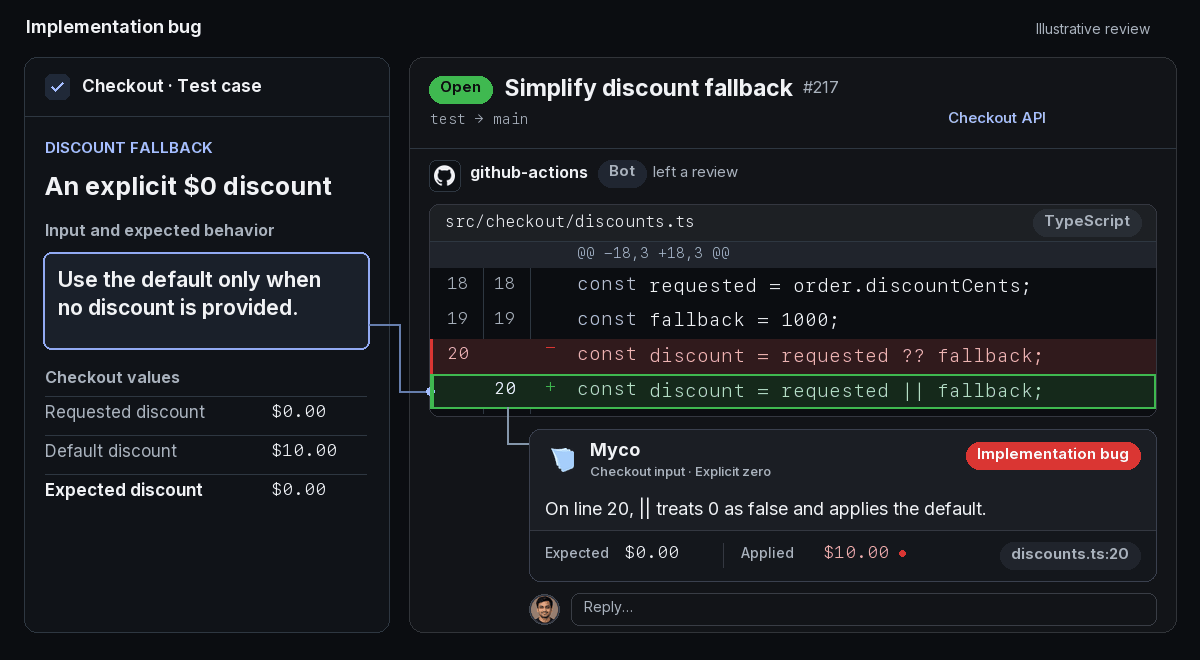 Implementation bug
Illustrative review
Checkout · Test case
DISCOUNT FALLBACK
An explicit $0 discount
Input and expected behavior
Use the default only when
no discount is provided.
Checkout values
Requested discount $0.00
Default discount $10.00
Expected discount $0.00
Open Simplify discount fallback #217
test → main
Checkout API
github-actions Bot left a review
src/checkout/discounts.ts TypeScript
@@ −18,3 +18,3 @@
18 18 const requested = order.discountCents;
19 19 const fallback = 1000;
20 − const discount = requested ?? fallback;
20 + const discount = requested || fallback;
Myco
Implementation bug
Checkout input · Explicit zero
On line 20, || treats 0 as false and applies the default.
Expected $0.00 Applied $10.00 discounts.ts:20
Reply…